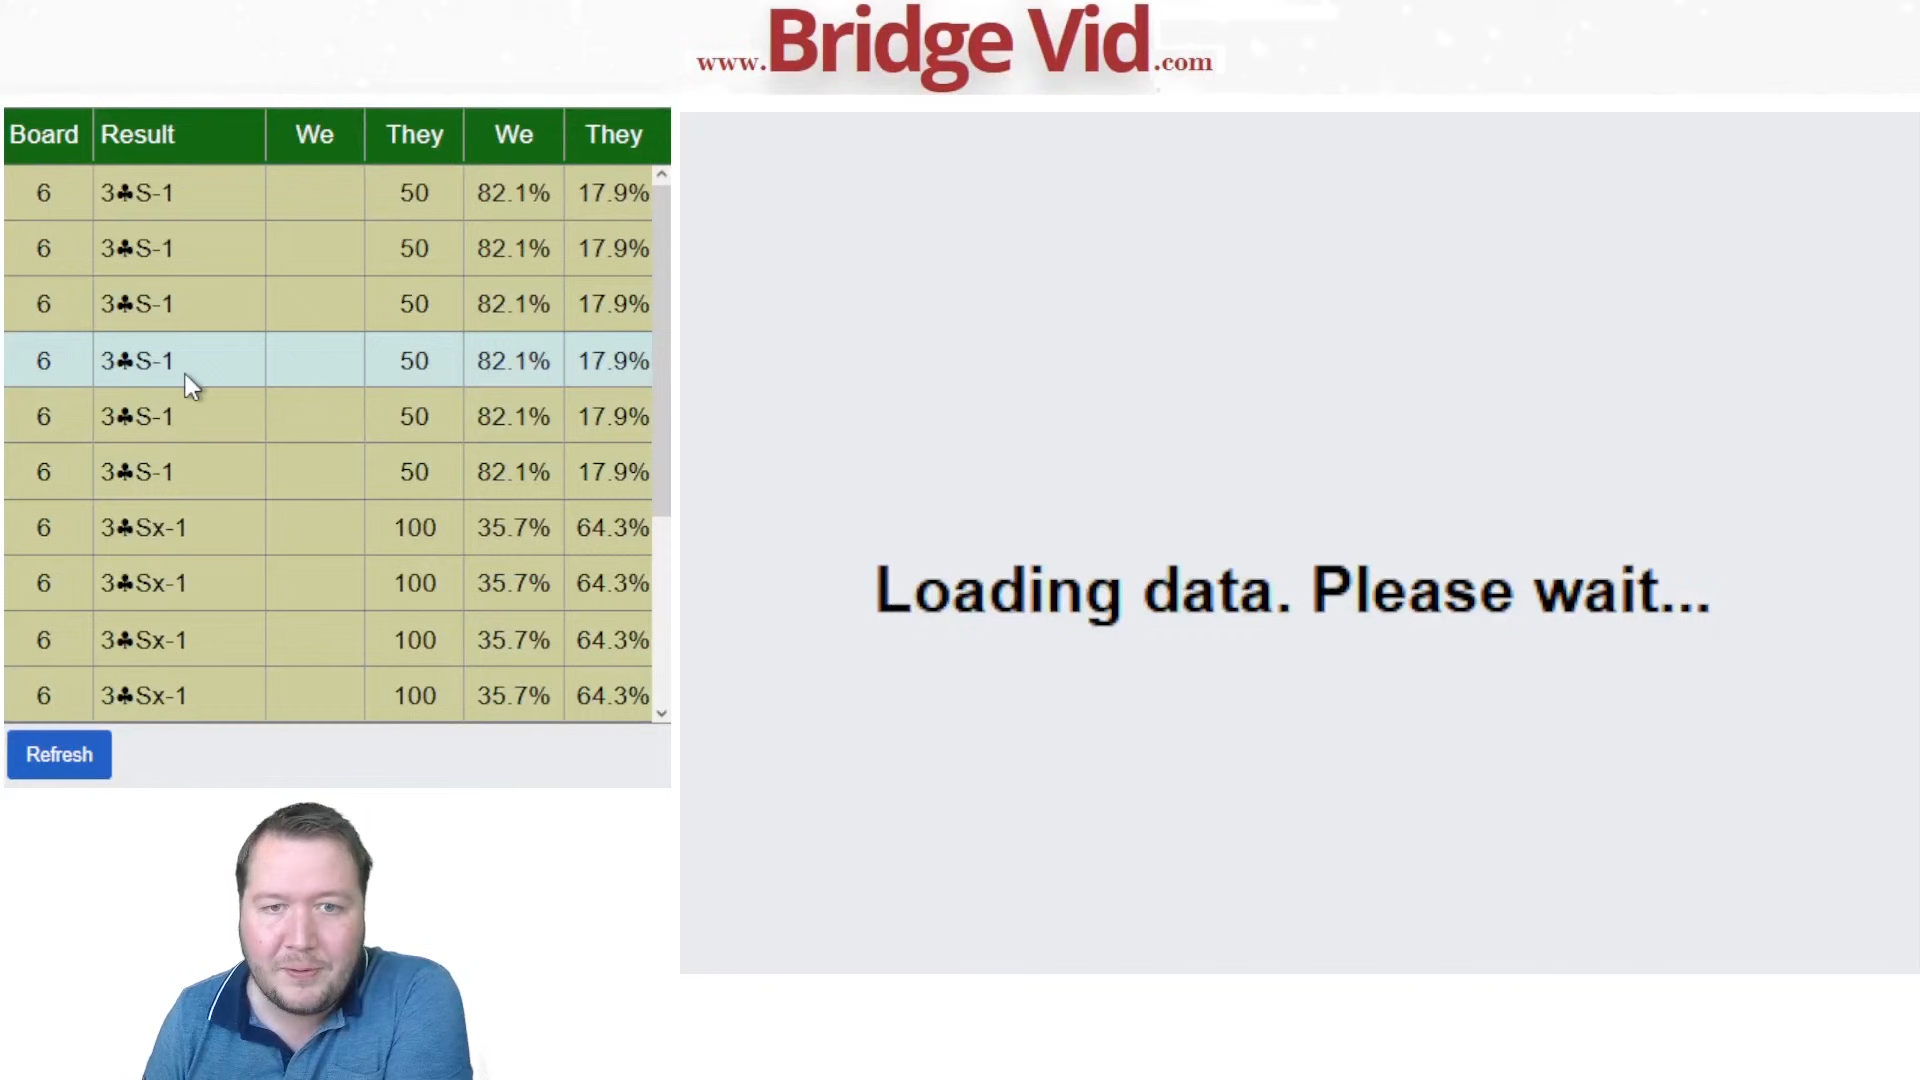 www.Bridge Vid.com
Board Result We They We They
6 3♣S-1 50 82.1% 17.9%
6 3♣S-1 50 82.1% 17.9%
6 3♣S-1 50 82.1% 17.9%
6 3♣S-1 50 82.1% 17.9%
6 3♣S-1 50 82.1% 17.9%
6 3♣S-1 50 82.1% 17.9%
6 3♣Sx-1 100 35.7% 64.3%
6 3♣Sx-1 100 35.7% 64.3%
6 3♣Sx-1 100 35.7% 64.3%
6 3♣Sx-1 100 35.7% 64.3%
Refresh
Loading data. Please wait...